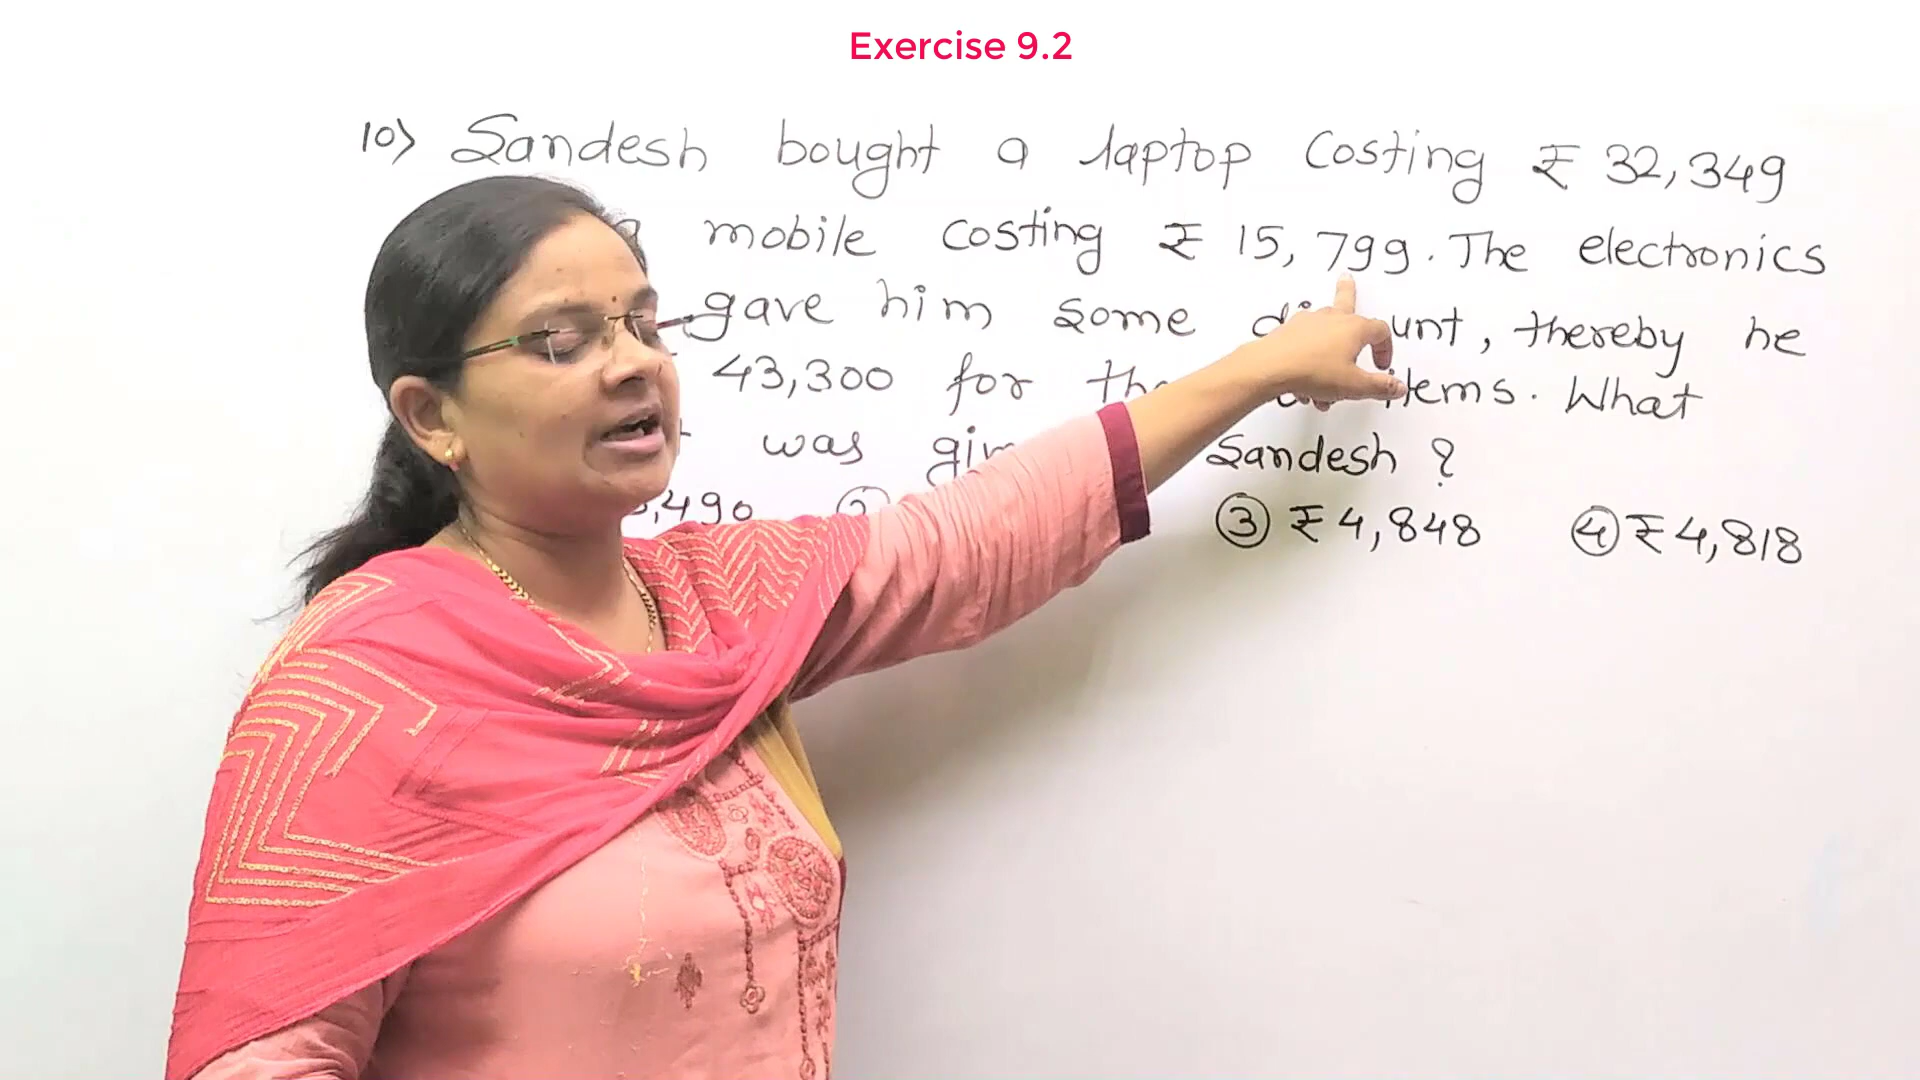 Exercise 9.2
10) Sandesh bought a laptop costing ₹ 32,349
mobile costing ₹ 15,799. The electronics
gave him some unt, thereby he
43,300 for items. What
was Sandesh ?
,490 ③ ₹ 4,848 ④ ₹ 4,818